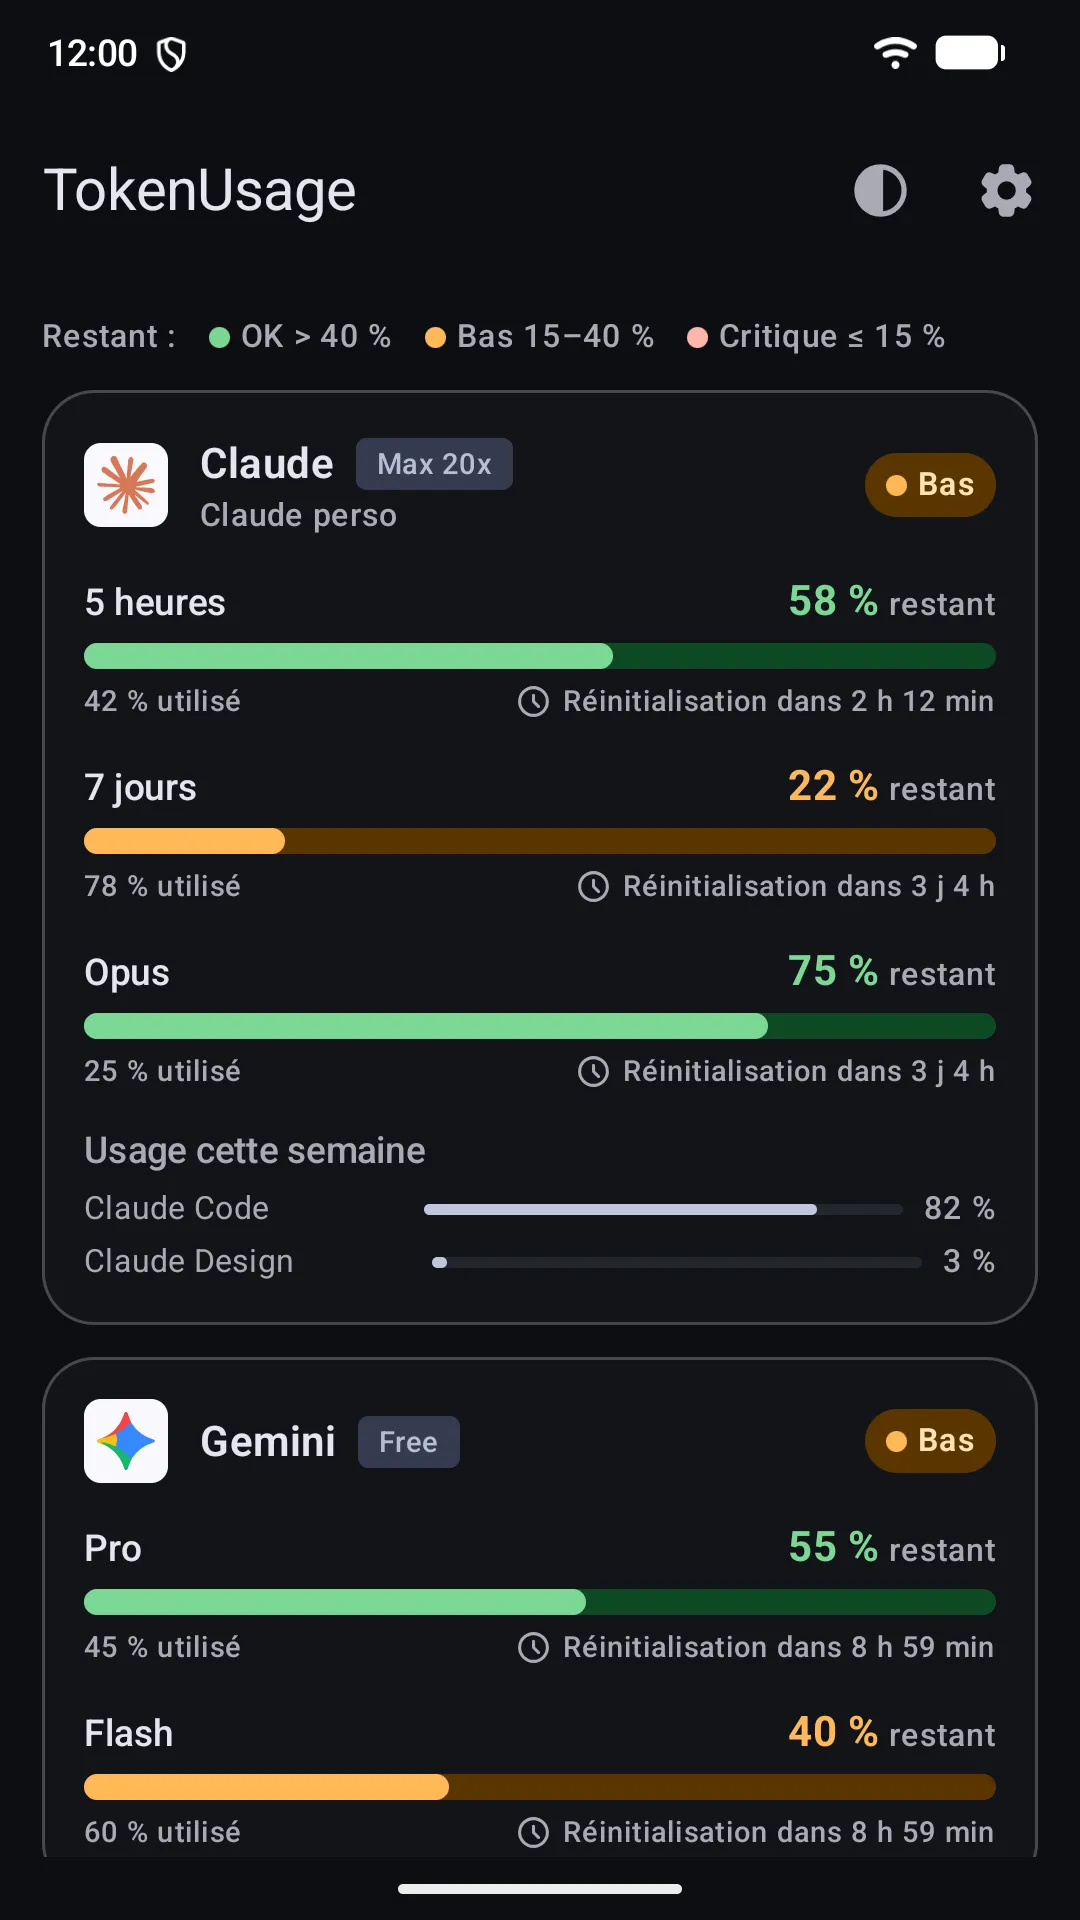 12:00
TokenUsage
Restant : OK > 40 % Bas 15–40 % Critique ≤ 15 %
Claude Max 20x
Claude perso
Bas
5 heures 58 % restant
42 % utilisé Réinitialisation dans 2 h 12 min
7 jours 22 % restant
78 % utilisé Réinitialisation dans 3 j 4 h
Opus 75 % restant
25 % utilisé Réinitialisation dans 3 j 4 h
Usage cette semaine
Claude Code 82 %
Claude Design 3 %
Gemini Free Bas
Pro 55 % restant
45 % utilisé Réinitialisation dans 8 h 59 min
Flash 40 % restant
60 % utilisé Réinitialisation dans 8 h 59 min